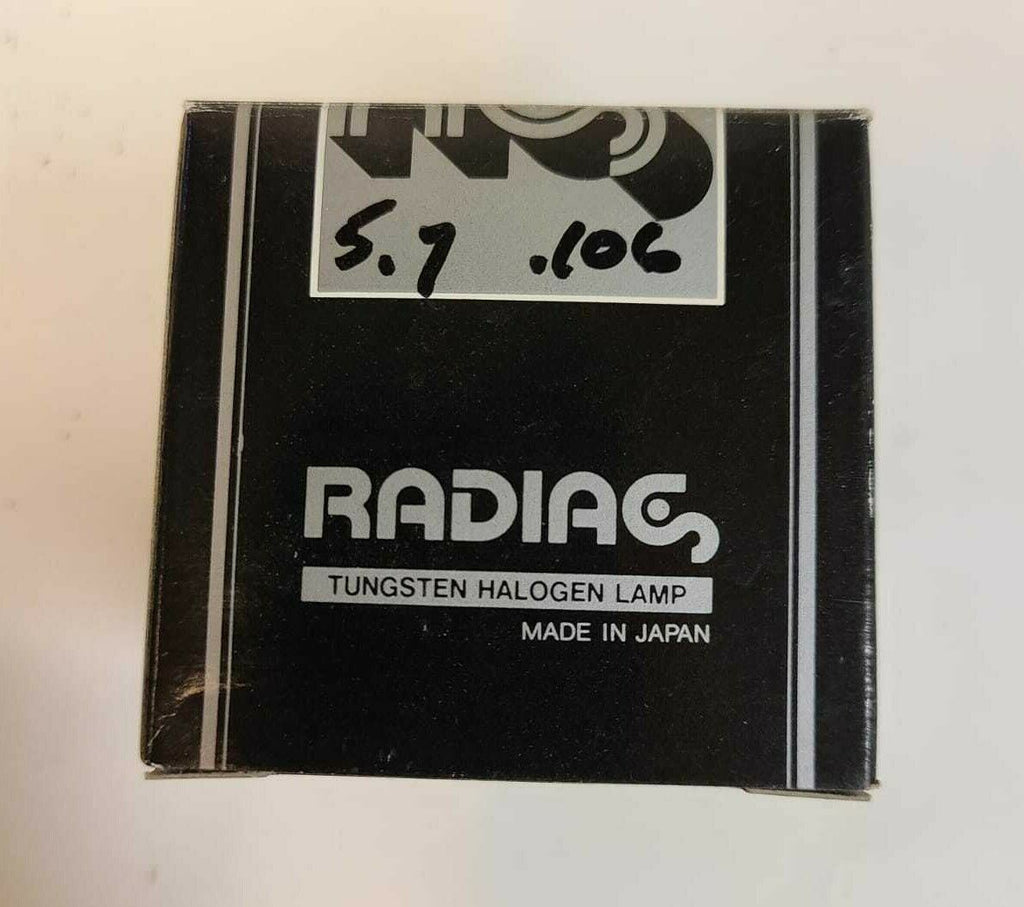 5.7 .106
RADIAC
TUNGSTEN HALOGEN LAMP
MADE IN JAPAN